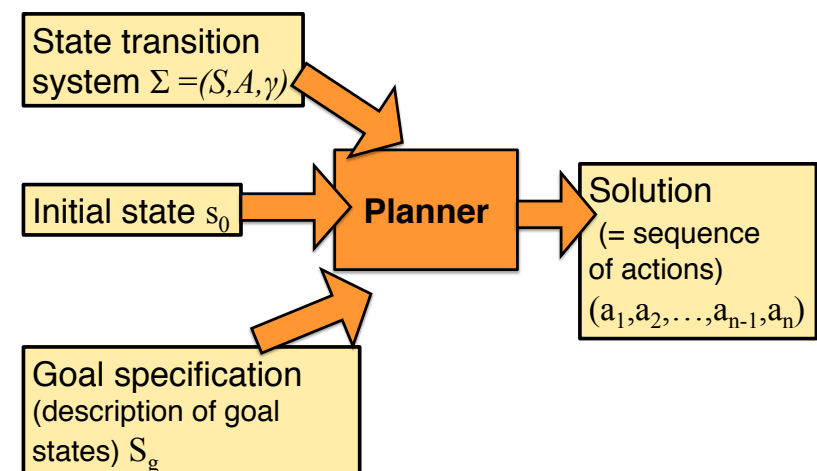 State transition
system Σ =(S,A,γ)
Initial state s₀
Goal specification
(description of goal
states) S_g
Planner
Solution
(= sequence
of actions)
(a₁,a₂,…,aₙ₋₁,aₙ)